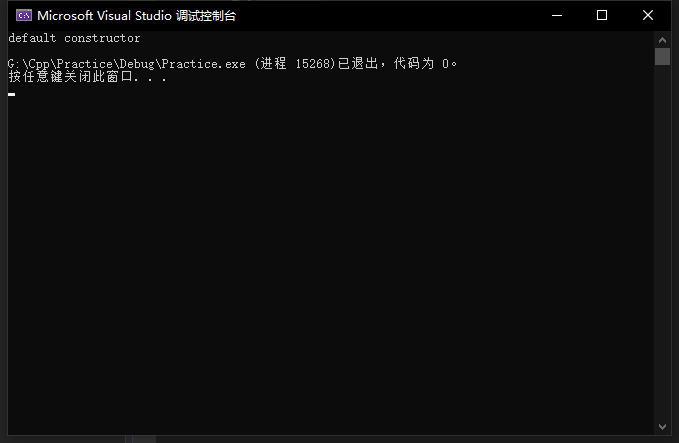 Microsoft Visual Studio 调试控制台
default constructor
G:\Cpp\Practice\Debug\Practice.exe (进程 15268)已退出，代码为 0。
按任意键关闭此窗口. . .